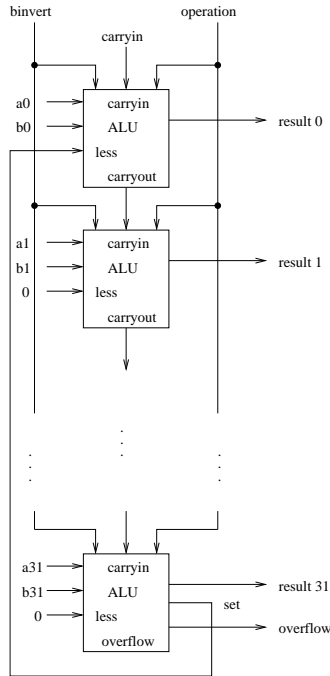 binvert operation
carryin
a0 carryin
b0 ALU result 0
less
carryout
a1 carryin
b1 ALU result 1
0 less
carryout
a31 carryin
b31 ALU result 31
0 less set
overflow overflow